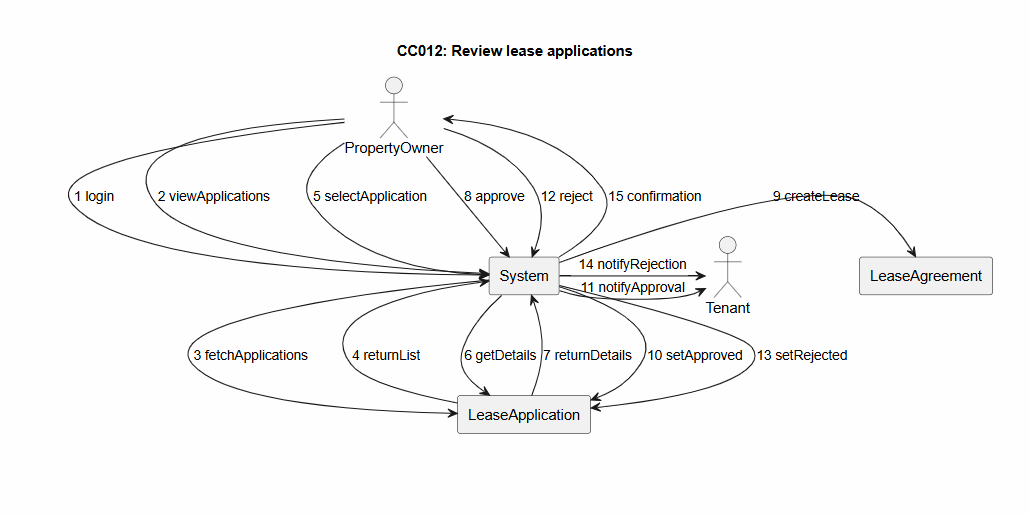 CC012: Review lease applications
PropertyOwner
1 login
2 viewApplications
5 selectApplication
8 approve
12 reject
15 confirmation
9 createLease
14 notifyRejection
11 notifyApproval
System
Tenant
LeaseAgreement
3 fetchApplications
4 returnList
6 getDetails
7 returnDetails
10 setApproved
13 setRejected
LeaseApplication